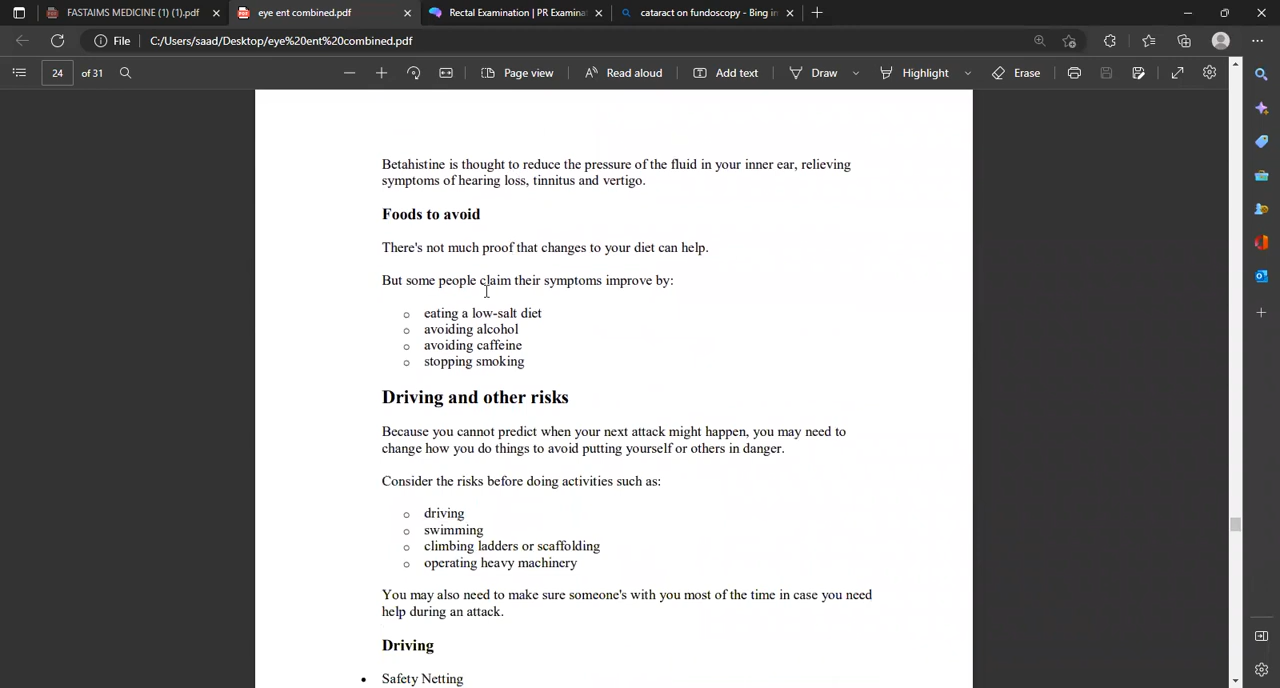 FASTAIMS MEDICINE (1) (1).pdf
eye ent combined.pdf
Rectal Examination | PR Examina
cataract on fundoscopy - Bing in
File
C:/Users/saad/Desktop/eye%20ent%20combined.pdf
24 of 31
Page view
Read aloud
Add text
Draw
Highlight
Erase
Betahistine is thought to reduce the pressure of the fluid in your inner ear, relieving
symptoms of hearing loss, tinnitus and vertigo.
Foods to avoid
There's not much proof that changes to your diet can help.
But some people claim their symptoms improve by:
eating a low-salt diet
avoiding alcohol
avoiding caffeine
stopping smoking
Driving and other risks
Because you cannot predict when your next attack might happen, you may need to
change how you do things to avoid putting yourself or others in danger.
Consider the risks before doing activities such as:
driving
swimming
climbing ladders or scaffolding
operating heavy machinery
You may also need to make sure someone's with you most of the time in case you need
help during an attack.
Driving
Safety Netting